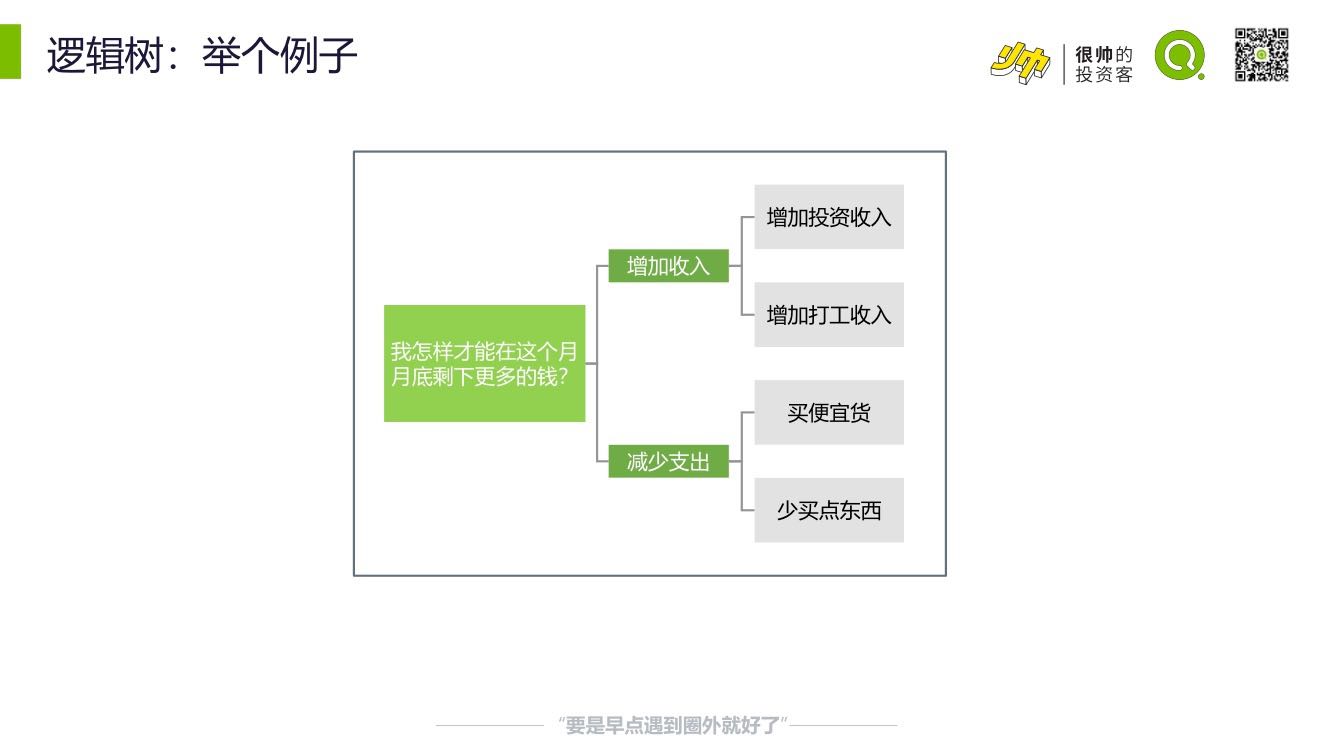 逻辑树：举个例子
很帅的
投资客
增加投资收入
增加收入
增加打工收入
我怎样才能在这个月
月底剩下更多的钱？
买便宜货
减少支出
少买点东西
“要是早点遇到圈外就好了”